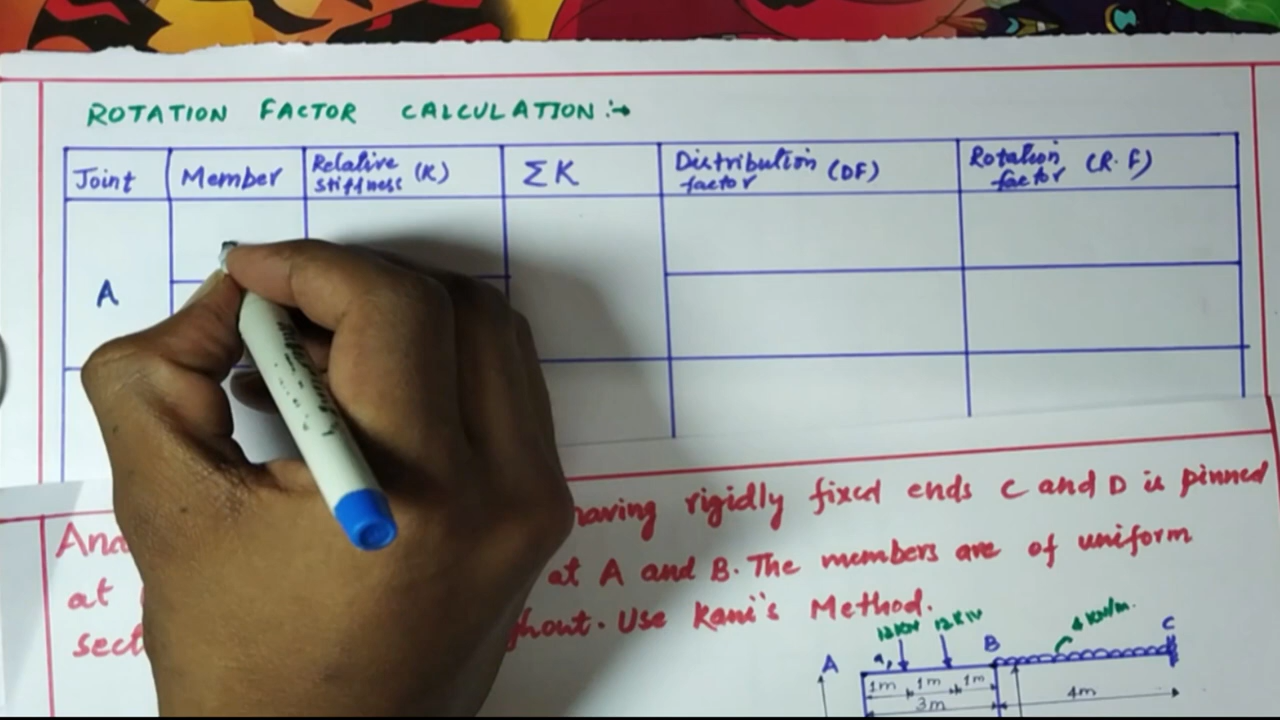 ROTATION FACTOR CALCULATION :→
Joint
Member
Relative stiffness (K)
ΣK
Distribution factor (DF)
Rotation factor (R.F)
A
having rigidly fixed ends C and D is pinned
at at A and B. The members are of uniform
sect Use Kani's Method.
12KN 12KN 4KN/m.
A B C
1m 1m 1m
3m 4m